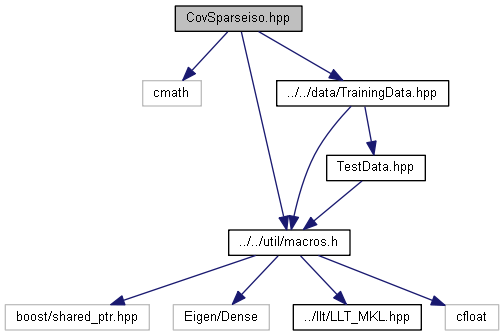 CovSparseiso.hpp
cmath
../../data/TrainingData.hpp
TestData.hpp
../../util/macros.h
boost/shared_ptr.hpp
Eigen/Dense
../llt/LLT_MKL.hpp
cfloat